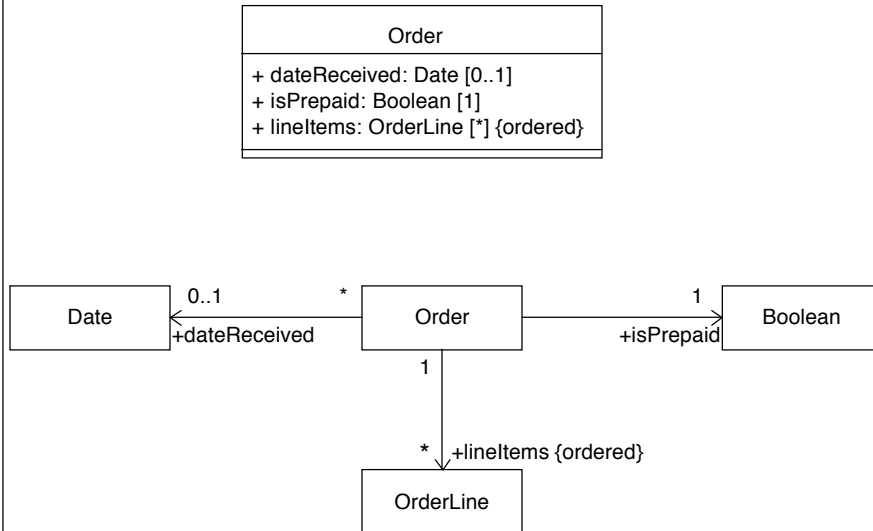 Order
+ dateReceived: Date [0..1]
+ isPrepaid: Boolean [1]
+ lineItems: OrderLine [*] {ordered}
0..1 * 1
Date Order Boolean
+dateReceived +isPrepaid
1
* +lineItems {ordered}
OrderLine